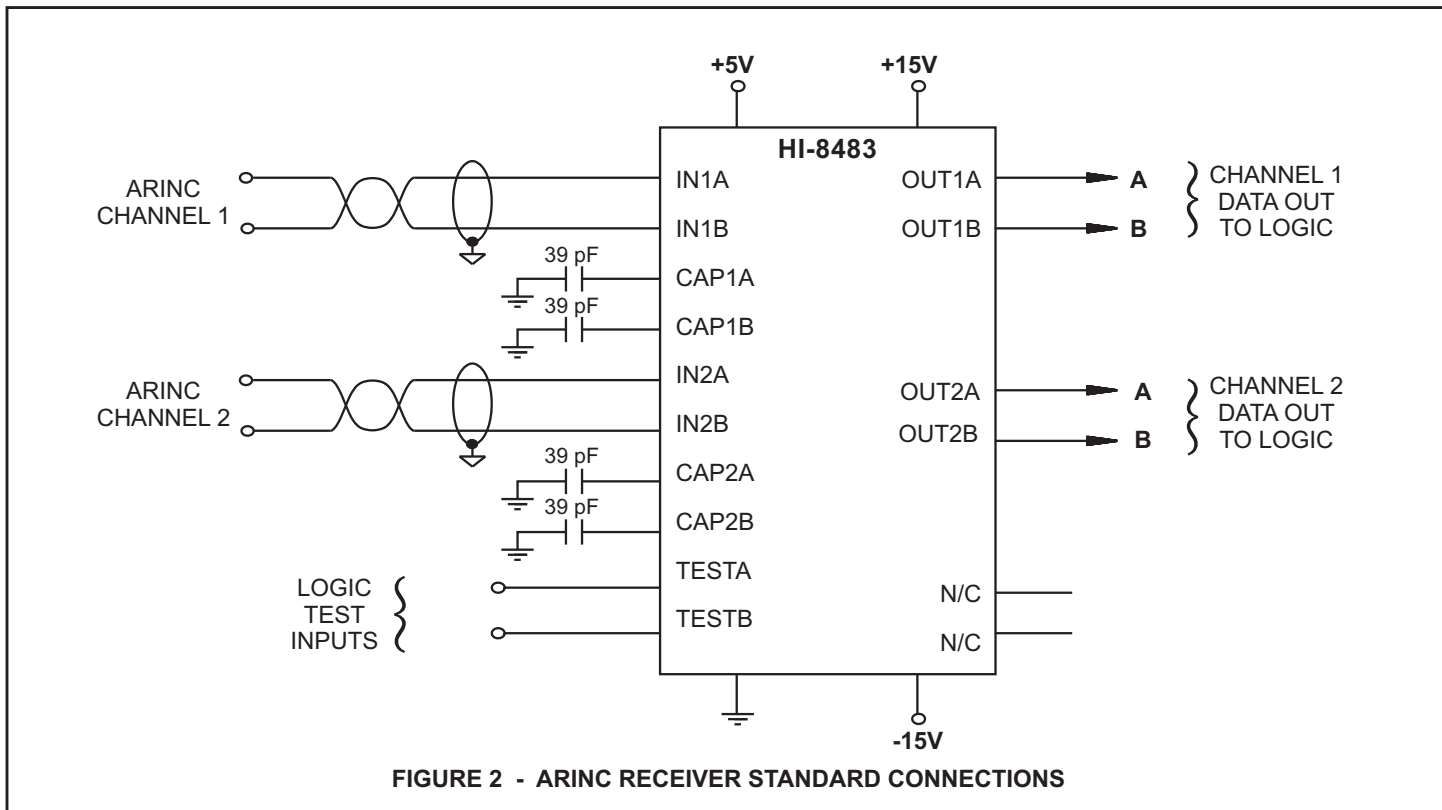 +5V
+15V
HI-8483
ARINC
CHANNEL 1
IN1A
IN1B
39 pF
CAP1A
39 pF
CAP1B
ARINC
CHANNEL 2
IN2A
IN2B
39 pF
CAP2A
39 pF
CAP2B
LOGIC
TEST
INPUTS
TESTA
TESTB
OUT1A
A
OUT1B
B
CHANNEL 1
DATA OUT
TO LOGIC
OUT2A
A
OUT2B
B
CHANNEL 2
DATA OUT
TO LOGIC
N/C
N/C
-15V
FIGURE 2 - ARINC RECEIVER STANDARD CONNECTIONS